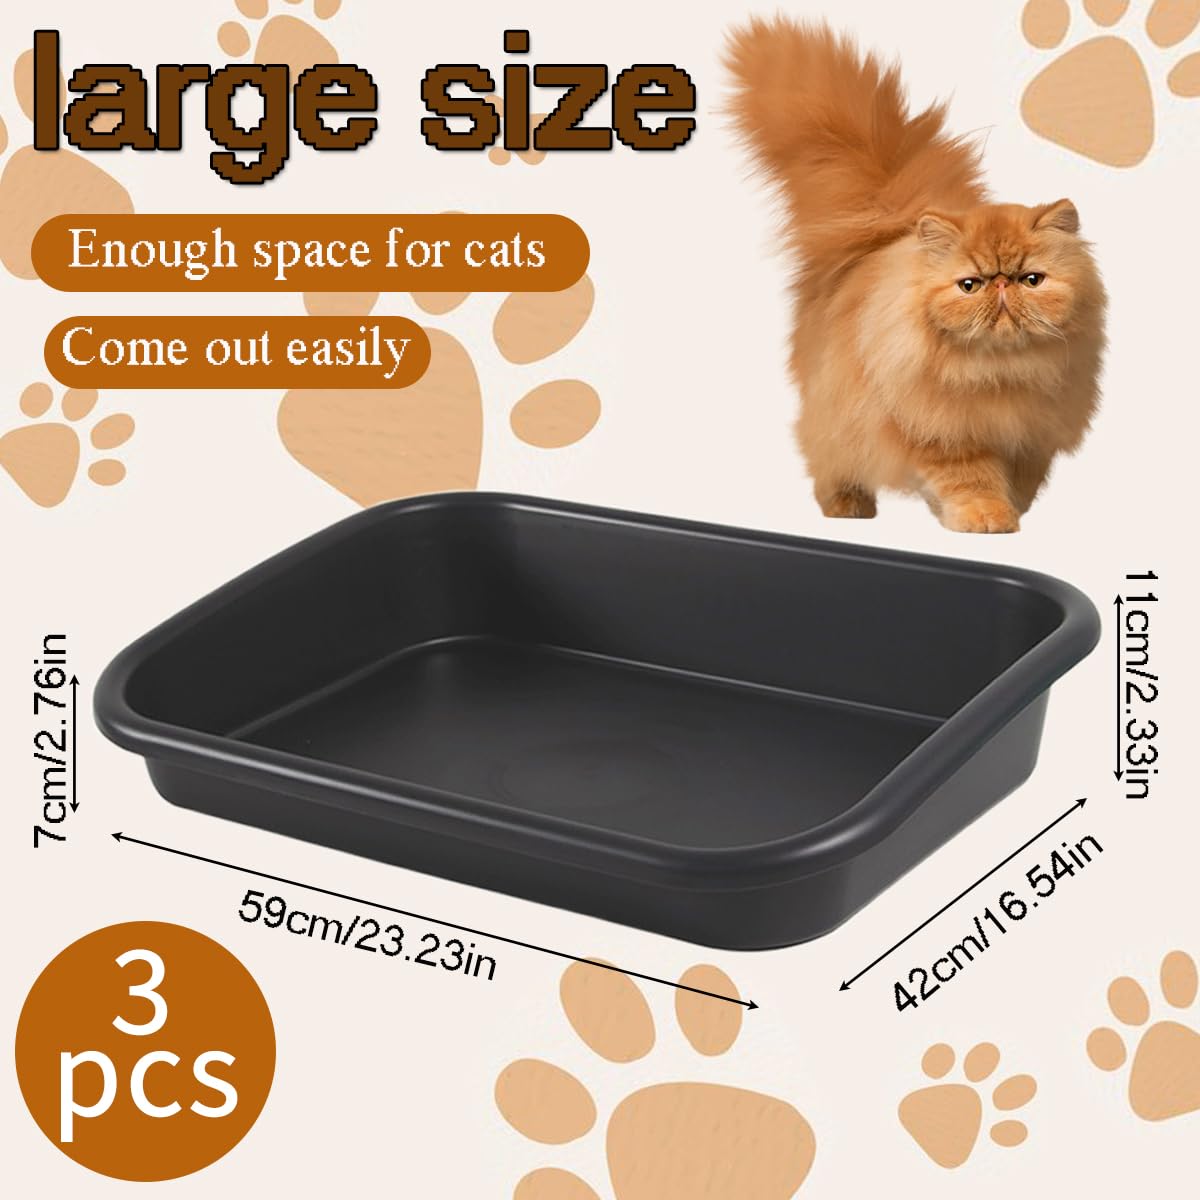 large size
Enough space for cats
Come out easily
11cm/2.33in
7cm/2.76in
59cm/23.23in
42cm/16.54in
3
pcs